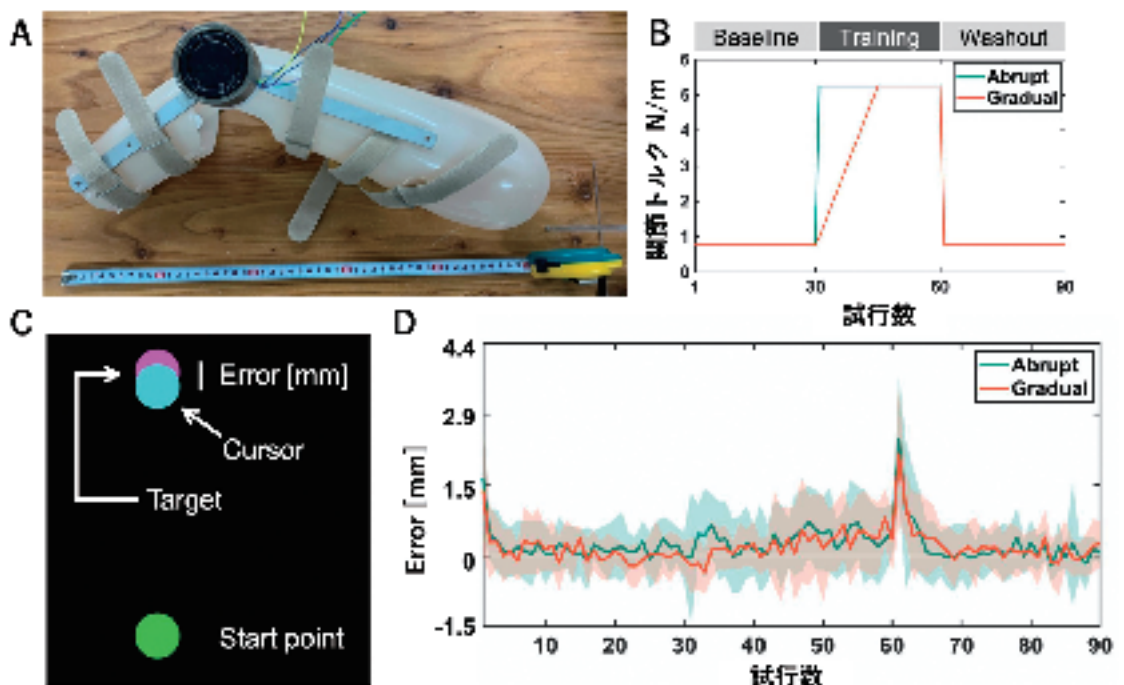 A
B
Baseline Training Washout
Abrupt
Gradual
関節トルク N/m
6
5
4
3
2
1
0
1 30 60 90
試行数
C
Error [mm]
Cursor
Target
Start point
D
Abrupt
Gradual
Error [mm]
4.4
2.9
1.5
0
-1.5
10 20 30 40 50 60 70 80 90
試行数